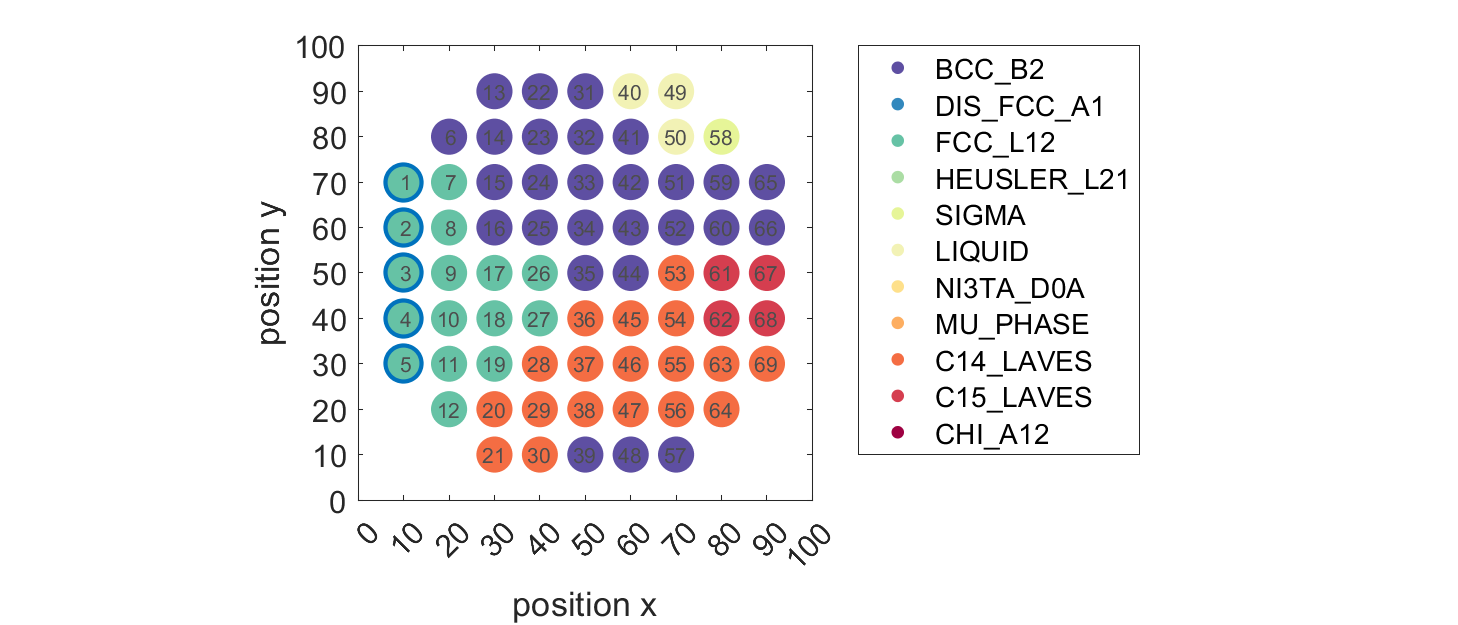 100
90
80
70
60
50
40
30
20
10
0
13 22 31 40 49
6 14 23 32 41 50 58
1 7 15 24 33 42 51 59 65
2 8 16 25 34 43 52 60 66
3 9 17 26 35 44 53 61 67
4 10 18 27 36 45 54 62 68
5 11 19 28 37 46 55 63 69
12 20 29 38 47 56 64
21 30 39 48 57
0 10 20 30 40 50 60 70 80 90 100
position x
position y
BCC_B2
DIS_FCC_A1
FCC_L12
HEUSLER_L21
SIGMA
LIQUID
NI3TA_D0A
MU_PHASE
C14_LAVES
C15_LAVES
CHI_A12